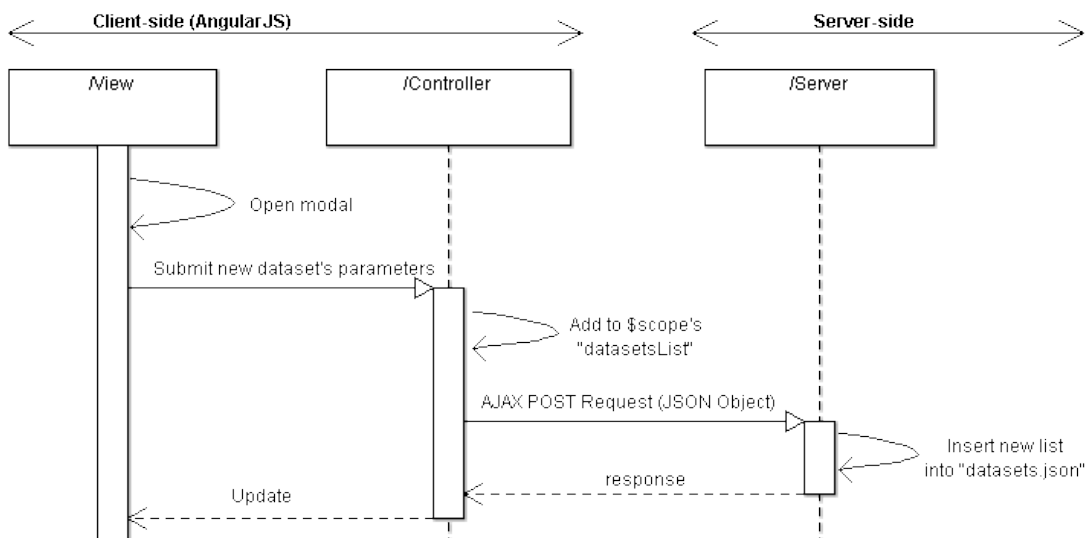 Client-side (AngularJS)
Server-side
/View
/Controller
/Server
Open modal
Submit new dataset's parameters
Add to $scope's
"datasetsList"
AJAX POST Request (JSON Object)
Insert new list
into "datasets.json"
response
Update